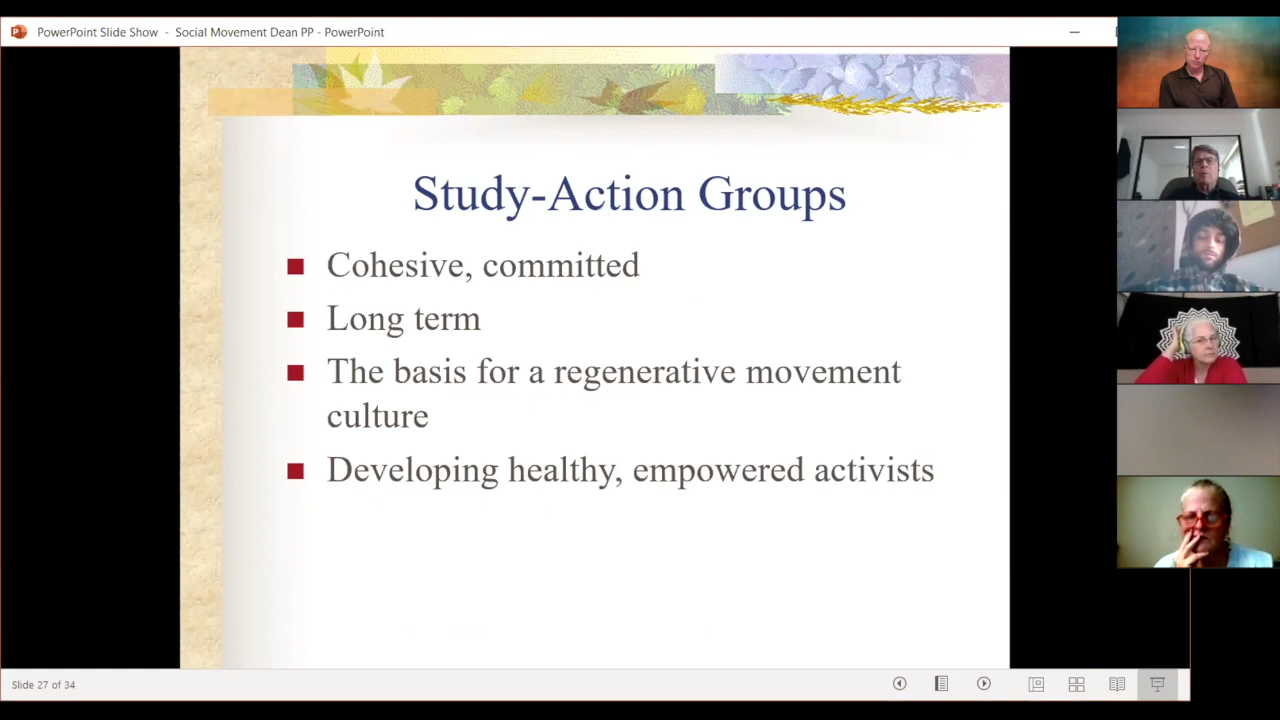 PowerPoint Slide Show - Social Movement Dean PP - PowerPoint
Study-Action Groups
Cohesive, committed
Long term
The basis for a regenerative movement
culture
Developing healthy, empowered activists
Slide 27 of 34